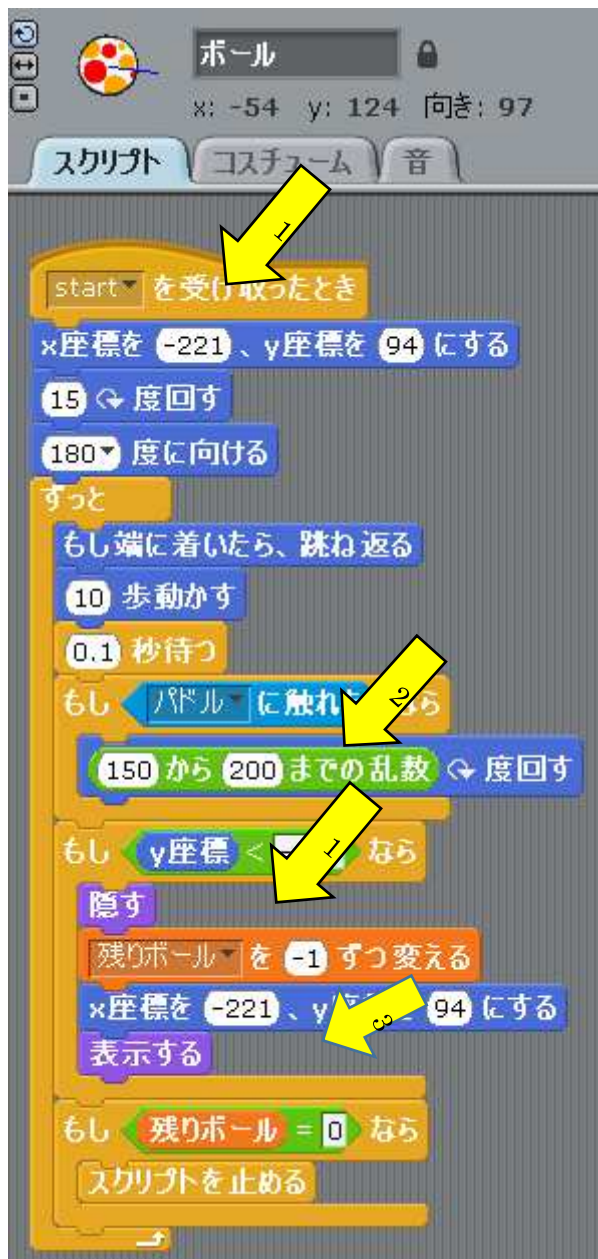 ボール
x: -54 y: 124 向き: 97
スクリプト コスチューム 音
1
start を受け取ったとき
x座標を -221 、y座標を 94 にする
15 度回す
180 度に向ける
ずっと
もし端に着いたら、跳ね返る
10 歩動かす
0.1 秒待つ
もし パドル に触れ なら
2
150 から 200 までの乱数 度回す
もし y座標 < なら
1
隠す
残りボール を -1 ずつ変える
x座標を -221 、y 94 にする
3
表示する
もし 残りボール = 0 なら
スクリプトを止める